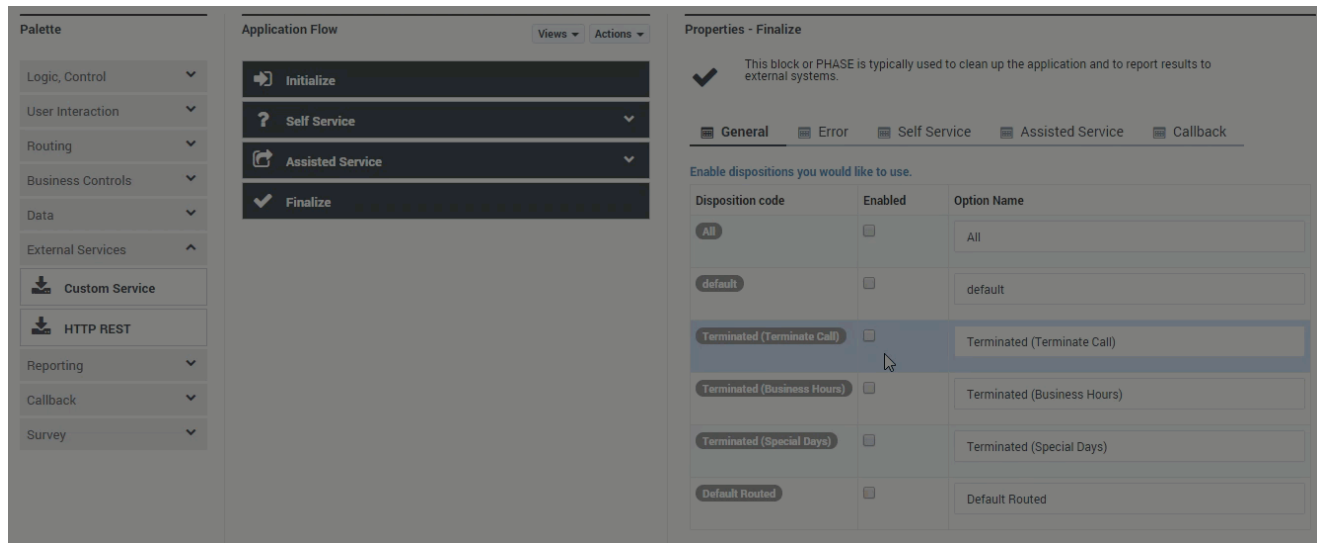 Palette
Logic, Control
User Interaction
Routing
Business Controls
Data
External Services
Custom Service
HTTP REST
Reporting
Callback
Survey
Application Flow
Views
Actions
Initialize
Self Service
Assisted Service
Finalize
Properties - Finalize
This block or PHASE is typically used to clean up the application and to report results to
external systems.
General Error Self Service Assisted Service Callback
Enable dispositions you would like to use.
Disposition code Enabled Option Name
All All
default default
Terminated (Terminate Call) Terminated (Terminate Call)
Terminated (Business Hours) Terminated (Business Hours)
Terminated (Special Days) Terminated (Special Days)
Default Routed Default Routed